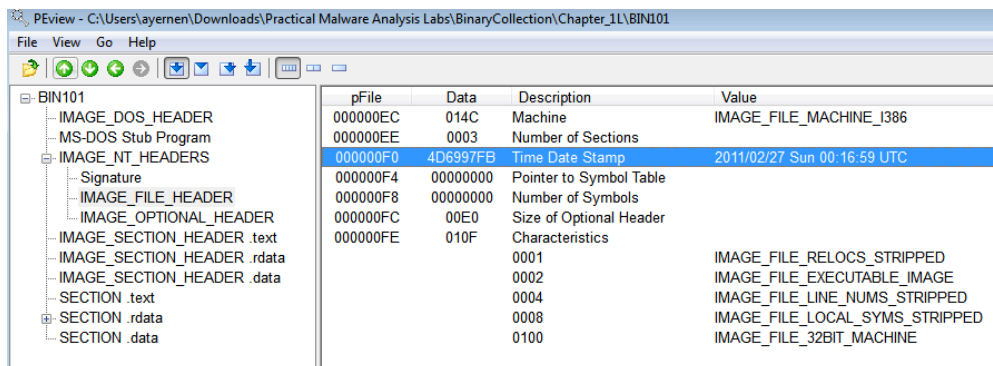 PEview - C:\Users\ayernen\Downloads\Practical Malware Analysis Labs\BinaryCollection\Chapter_1L\BIN101
File View Go Help
BIN101
IMAGE_DOS_HEADER
MS-DOS Stub Program
IMAGE_NT_HEADERS
Signature
IMAGE_FILE_HEADER
IMAGE_OPTIONAL_HEADER
IMAGE_SECTION_HEADER .text
IMAGE_SECTION_HEADER .rdata
IMAGE_SECTION_HEADER .data
SECTION .text
SECTION .rdata
SECTION .data
pFile Data Description Value
000000EC 014C Machine IMAGE_FILE_MACHINE_I386
000000EE 0003 Number of Sections
000000F0 4D6997FB Time Date Stamp 2011/02/27 Sun 00:16:59 UTC
000000F4 00000000 Pointer to Symbol Table
000000F8 00000000 Number of Symbols
000000FC 00E0 Size of Optional Header
000000FE 010F Characteristics
0001 IMAGE_FILE_RELOCS_STRIPPED
0002 IMAGE_FILE_EXECUTABLE_IMAGE
0004 IMAGE_FILE_LINE_NUMS_STRIPPED
0008 IMAGE_FILE_LOCAL_SYMS_STRIPPED
0100 IMAGE_FILE_32BIT_MACHINE